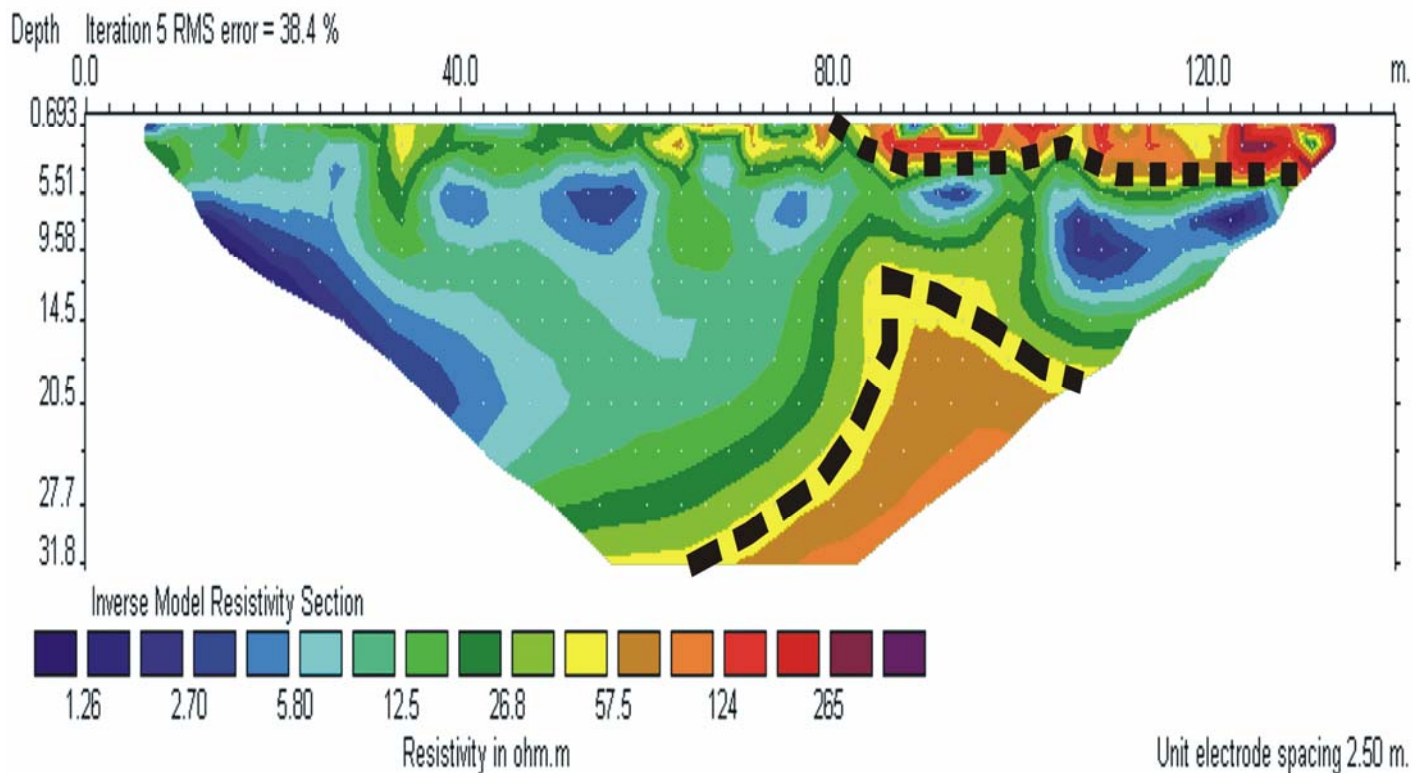 Depth Iteration 5 RMS error = 38.4 %
0.0 40.0 80.0 120.0 m.
0.693
5.51
9.58
14.5
20.5
27.7
31.8
Inverse Model Resistivity Section
1.26 2.70 5.80 12.5 26.8 57.5 124 265
Resistivity in ohm.m Unit electrode spacing 2.50 m.